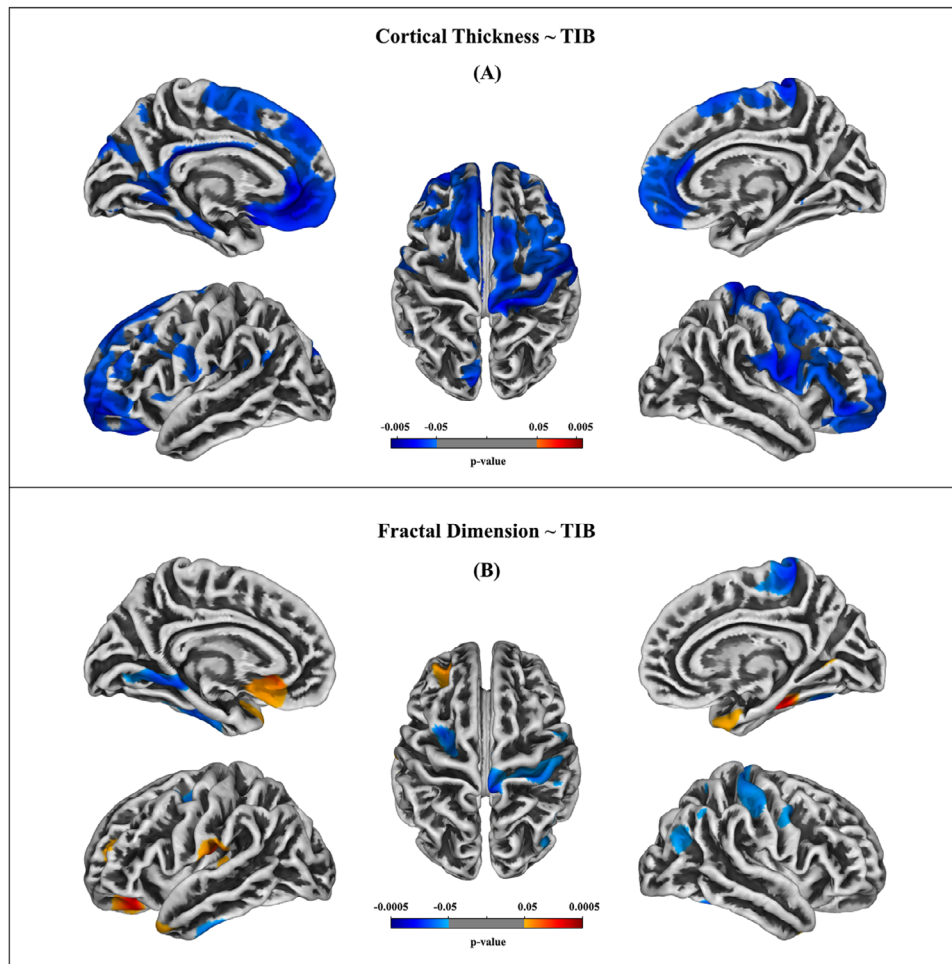 Cortical Thickness ~ TIB
(A)
-0.005 -0.05 0.05 0.005
p-value
Fractal Dimension ~ TIB
(B)
-0.0005 -0.05 0.05 0.0005
p-value